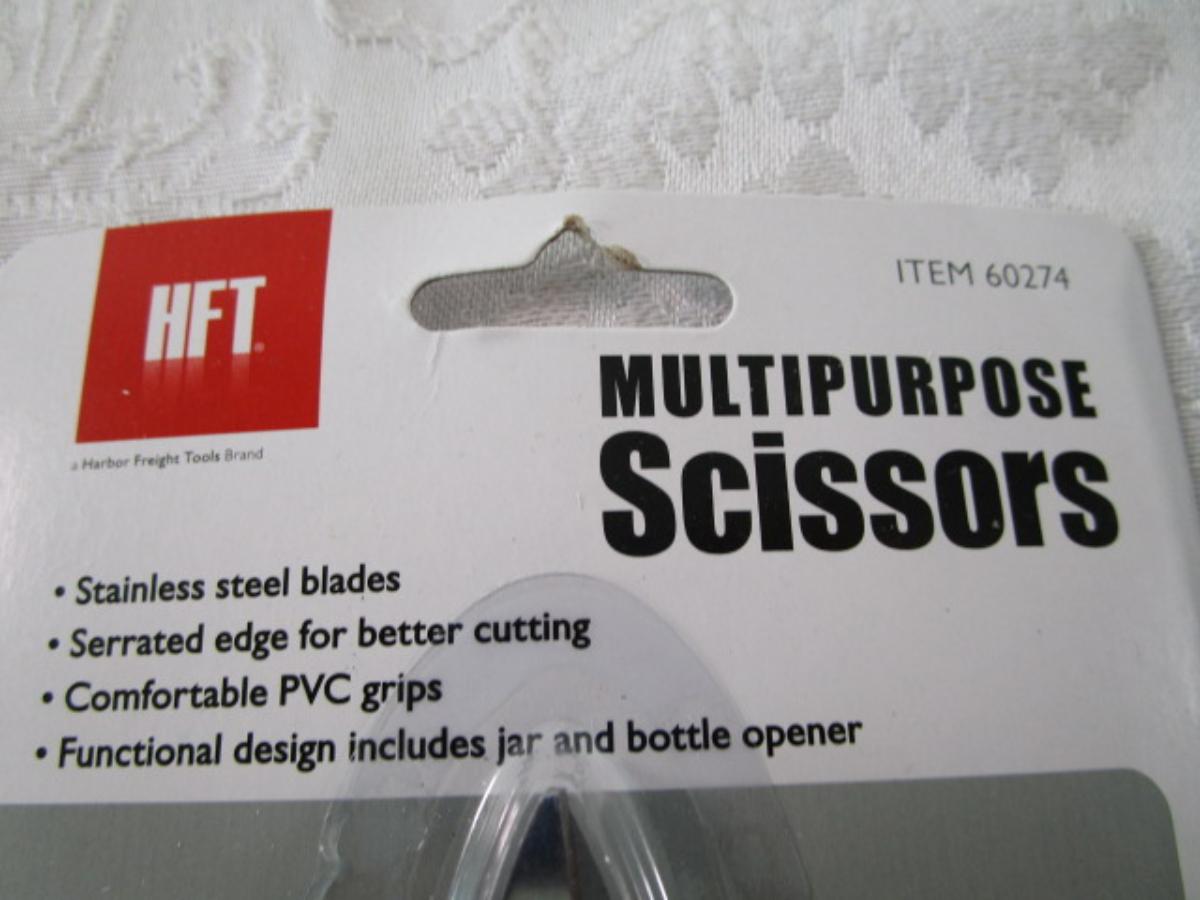 HFT®
a Harbor Freight Tools Brand
ITEM 60274
MULTIPURPOSE
Scissors
• Stainless steel blades
• Serrated edge for better cutting
• Comfortable PVC grips
• Functional design includes jar and bottle opener